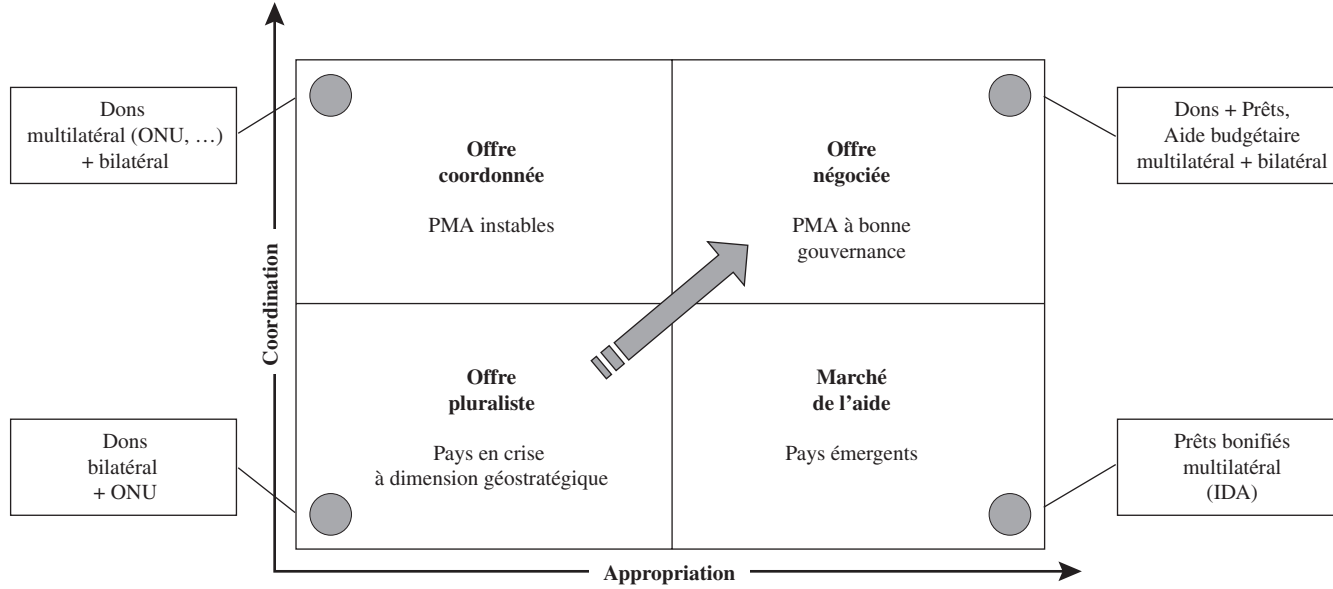 Dons
multilatéral (ONU, …)
+ bilatéral
Offre
coordonnée
PMA instables
Offre
négociée
PMA à bonne
gouvernance
Dons + Prêts,
Aide budgétaire
multilatéral + bilatéral
Coordination
Dons
bilatéral
+ ONU
Offre
pluraliste
Pays en crise
à dimension géostratégique
Marché
de l’aide
Pays émergents
Prêts bonifiés
multilatéral
(IDA)
Appropriation